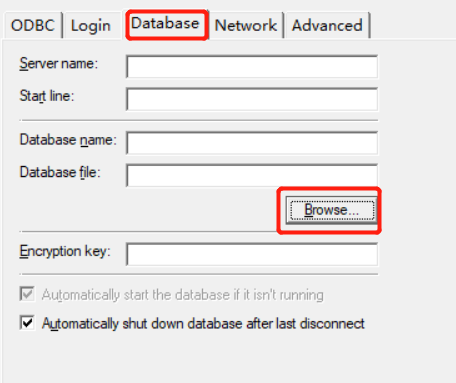 ODBC Login Database Network Advanced
Server name:
Start line:
Database name:
Database file:
Browse...
Encryption key:
Automatically start the database if it isn't running
Automatically shut down database after last disconnect